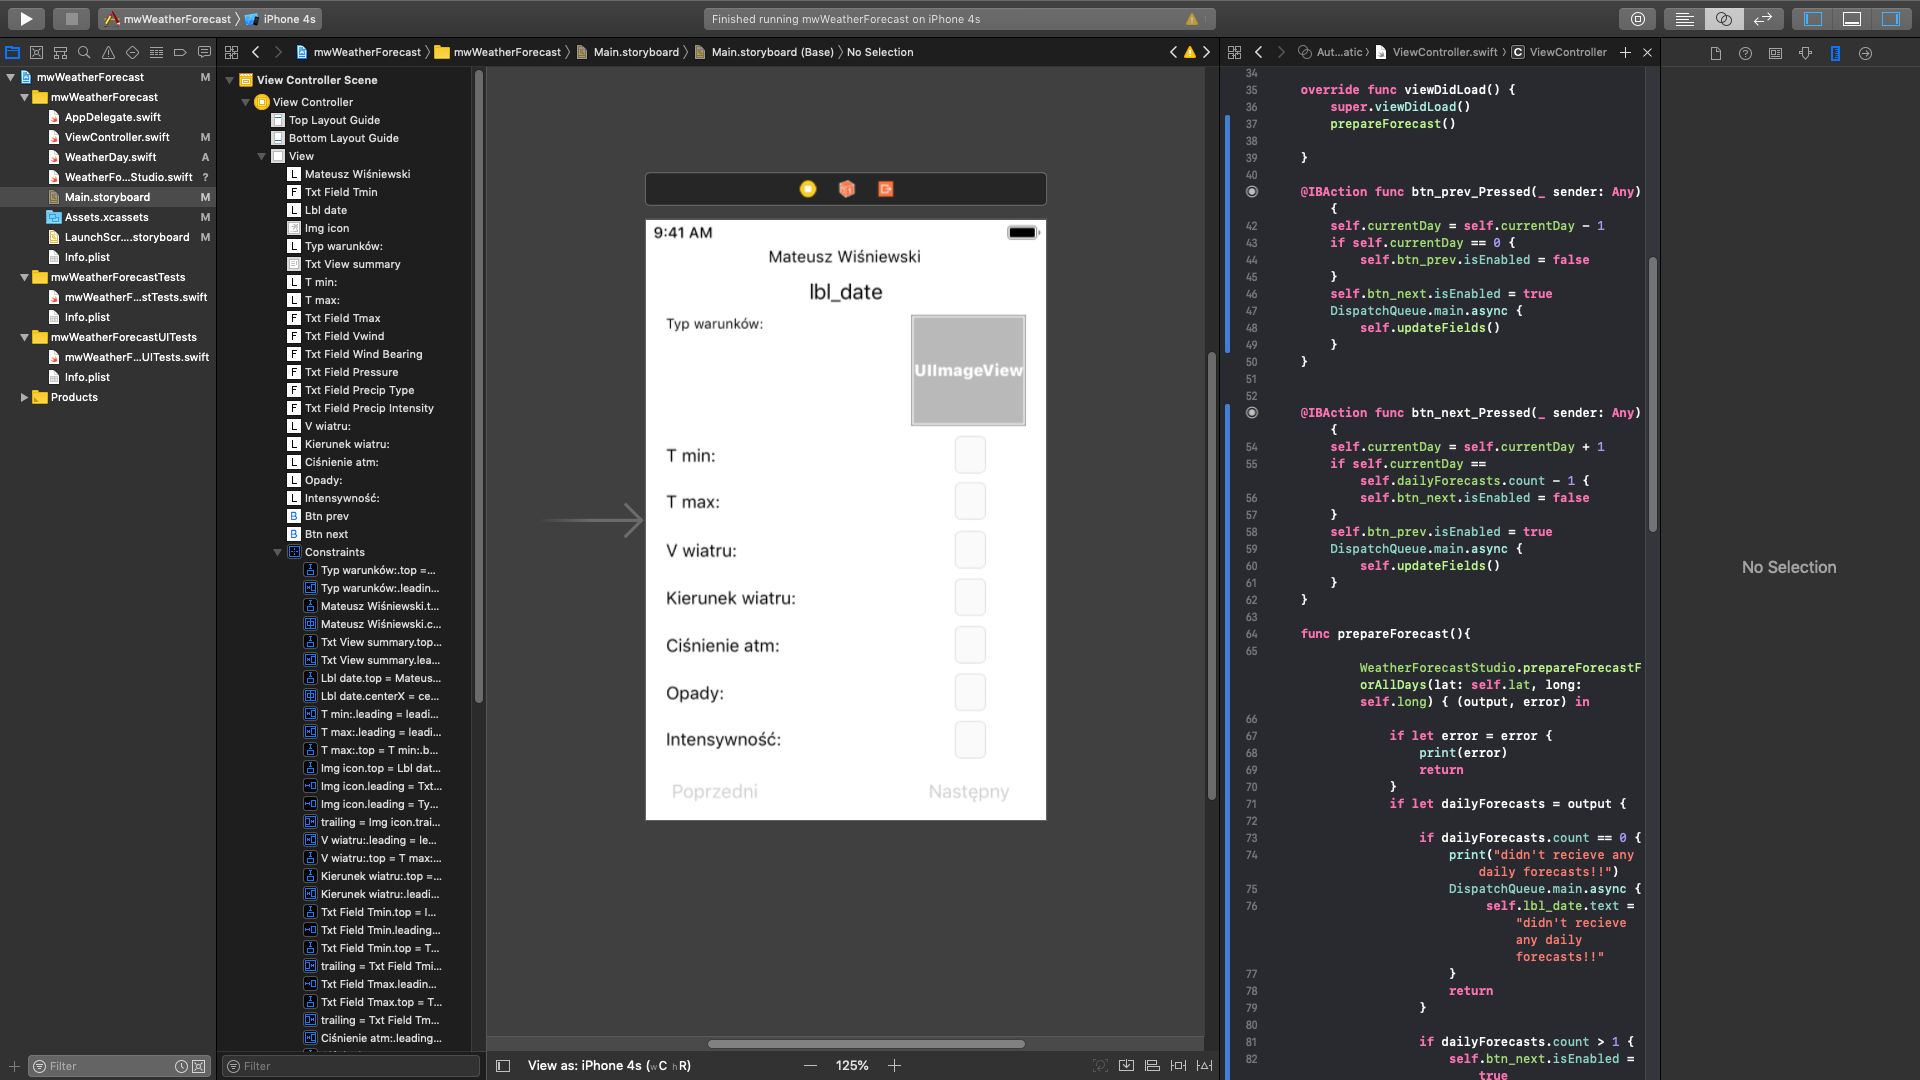 mwWeatherForecast
iPhone 4s
Finished running mwWeatherForecast on iPhone 4s
mwWeatherForecast
mwWeatherForecast
Main.storyboard
Main.storyboard (Base)
No Selection
Aut...atic
ViewController.swift
ViewController
mwWeatherForecast M
mwWeatherForecast
AppDelegate.swift
ViewController.swift M
WeatherDay.swift A
WeatherFo...Studio.swift ?
Main.storyboard M
Assets.xcassets M
LaunchScr....storyboard M
Info.plist
mwWeatherForecastTests
mwWeatherF...stTests.swift
Info.plist
mwWeatherForecastUITests
mwWeatherF...UITests.swift
Info.plist
Products
Filter
View Controller Scene
View Controller
Top Layout Guide
Bottom Layout Guide
View
L Mateusz Wiśniewski
F Txt Field Tmin
L Lbl date
Img icon
L Typ warunków:
Txt View summary
L T min:
L T max:
F Txt Field Tmax
F Txt Field Vwind
F Txt Field Wind Bearing
F Txt Field Pressure
F Txt Field Precip Type
F Txt Field Precip Intensity
L V wiatru:
L Kierunek wiatru:
L Ciśnienie atm:
L Opady:
L Intensywność:
B Btn prev
B Btn next
Constraints
Typ warunków:.top =...
Typ warunków:.leadin...
Mateusz Wiśniewski.t...
Mateusz Wiśniewski.c...
Txt View summary.top...
Txt View summary.lea...
Lbl date.top = Mateus...
Lbl date.centerX = ce...
T min:.leading = leadi...
T max:.leading = leadi...
T max:.top = T min:.b...
Img icon.top = Lbl dat...
Img icon.leading = Txt...
Img icon.leading = Ty...
trailing = Img icon.trai...
V wiatru:.leading = le...
V wiatru:.top = T max:...
Kierunek wiatru:.top =...
Kierunek wiatru:.leadi...
Txt Field Tmin.top = l...
Txt Field Tmin.leading...
Txt Field Tmin.top = T...
trailing = Txt Field Tmi...
Txt Field Tmax.leadin...
Txt Field Tmax.top = T...
trailing = Txt Field Tm...
Ciśnienie atm:.leading...
Filter
9:41 AM
Mateusz Wiśniewski
lbl_date
Typ warunków:
UIImageView
T min:
T max:
V wiatru:
Kierunek wiatru:
Ciśnienie atm:
Opady:
Intensywność:
Poprzedni
Następny
View as: iPhone 4s (wC hR)
125%
34
35 override func viewDidLoad() {
36 super.viewDidLoad()
37 prepareForecast()
38
39 }
40
@IBAction func btn_prev_Pressed(_ sender: Any)
{
42 self.currentDay = self.currentDay - 1
43 if self.currentDay == 0 {
44 self.btn_prev.isEnabled = false
45 }
46 self.btn_next.isEnabled = true
47 DispatchQueue.main.async {
48 self.updateFields()
49 }
50 }
51
52
@IBAction func btn_next_Pressed(_ sender: Any)
{
54 self.currentDay = self.currentDay + 1
55 if self.currentDay ==
self.dailyForecasts.count - 1 {
56 self.btn_next.isEnabled = false
57 }
58 self.btn_prev.isEnabled = true
59 DispatchQueue.main.async {
60 self.updateFields()
61 }
62 }
63
64 func prepareForecast(){
65
WeatherForecastStudio.prepareForecastF
orAllDays(lat: self.lat, long:
self.long) { (output, error) in
66
67 if let error = error {
68 print(error)
69 return
70 }
71 if let dailyForecasts = output {
72
73 if dailyForecasts.count == 0 {
74 print("didn't recieve any
daily forecasts!!")
75 DispatchQueue.main.async {
76 self.lbl_date.text =
"didn't recieve
any daily
forecasts!!"
77 }
78 return
79 }
80
81 if dailyForecasts.count > 1 {
82 self.btn_next.isEnabled =
true
No Selection